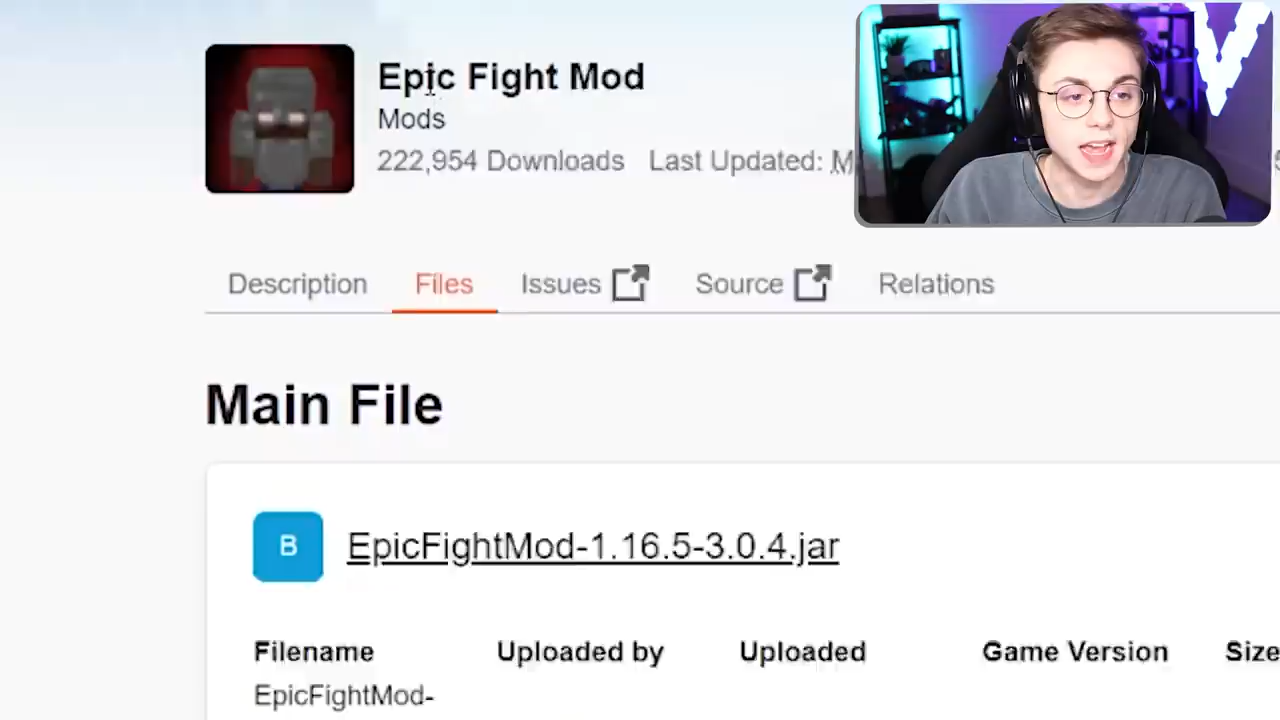 Epic Fight Mod
Mods
222,954 Downloads Last Updated:
Description Files Issues Source Relations
Main File
B EpicFightMod-1.16.5-3.0.4.jar
Filename Uploaded by Uploaded Game Version Size
EpicFightMod-